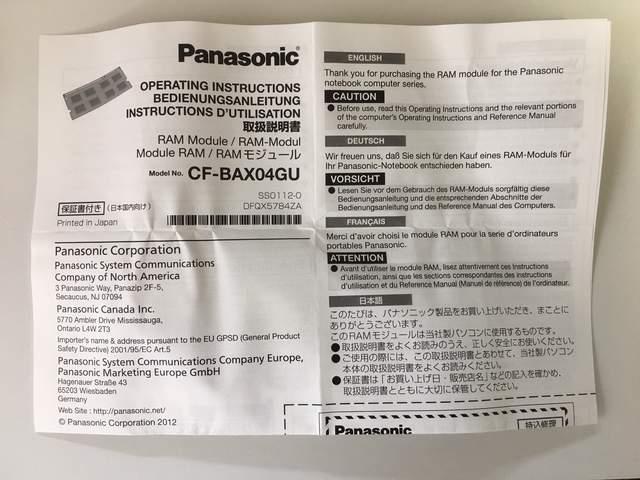 Panasonic
OPERATING INSTRUCTIONS
BEDIENUNGSANLEITUNG
INSTRUCTIONS D'UTILISATION
取扱説明書
RAM Module / RAM-Modul
Module RAM / RAMモジュール
Model No. CF-BAX04GU
SS0112-0
DFQX5784ZA
保証書付き (日本国内向け)
Printed in Japan
Panasonic Corporation
Panasonic System Communications
Company of North America
3 Panasonic Way, Panazip 2F-5,
Secaucus, NJ 07094
Panasonic Canada Inc.
5770 Ambler Drive Mississauga,
Ontario L4W 2T3
Importer's name & address pursuant to the EU GPSD (General Product
Safety Directive) 2001/95/EC Art.5
Panasonic System Communications Company Europe,
Panasonic Marketing Europe GmbH
Hagenauer Straße 43
65203 Wiesbaden
Germany
Web Site : http://panasonic.net/
© Panasonic Corporation 2012
ENGLISH
Thank you for purchasing the RAM module for the Panasonic
notebook computer series.
CAUTION
● Before use, read this Operating Instructions and the relevant portions
of the computer's Operating Instructions and Reference Manual
carefully.
DEUTSCH
Wir freuen uns, daß Sie sich für den Kauf eines RAM-Moduls für
Ihr Panasonic-Notebook entschieden haben.
VORSICHT
● Lesen Sie vor dem Gebrauch des RAM-Moduls sorgfältig diese
Bedienungsanleitung und die entsprechenden Abschnitte der
Bedienungsanleitung und des Reference Manual des Computers.
FRANÇAIS
Merci d'avoir choisi le module RAM pour la serie d'ordinateurs
portables Panasonic.
ATTENTION
● Avant d'utiliser le module RAM, lisez attentivement ces Instructions
d'utilisation, ainsi que les sections correspondantes des instructions
d'utilisation et du Reference Manual (Manuel de référence) de l'ordinateur.
日本語
このたびは、パナソニック製品をお買い上げいただき、まことに
ありがとうございます。
このRAMモジュールは当社製パソコンに使用するものです。
● 取扱説明書をよくお読みのうえ、正しく安全にお使いください。
● ご使用の際には、この取扱説明書とあわせて、当社製パソコン
本体の取扱説明書をよくお読みください。
● 保証書は「お買い上げ日・販売店名」などの記入を確かめ、
取扱説明書とともに大切に保管してください。
Panasonic
持込修理